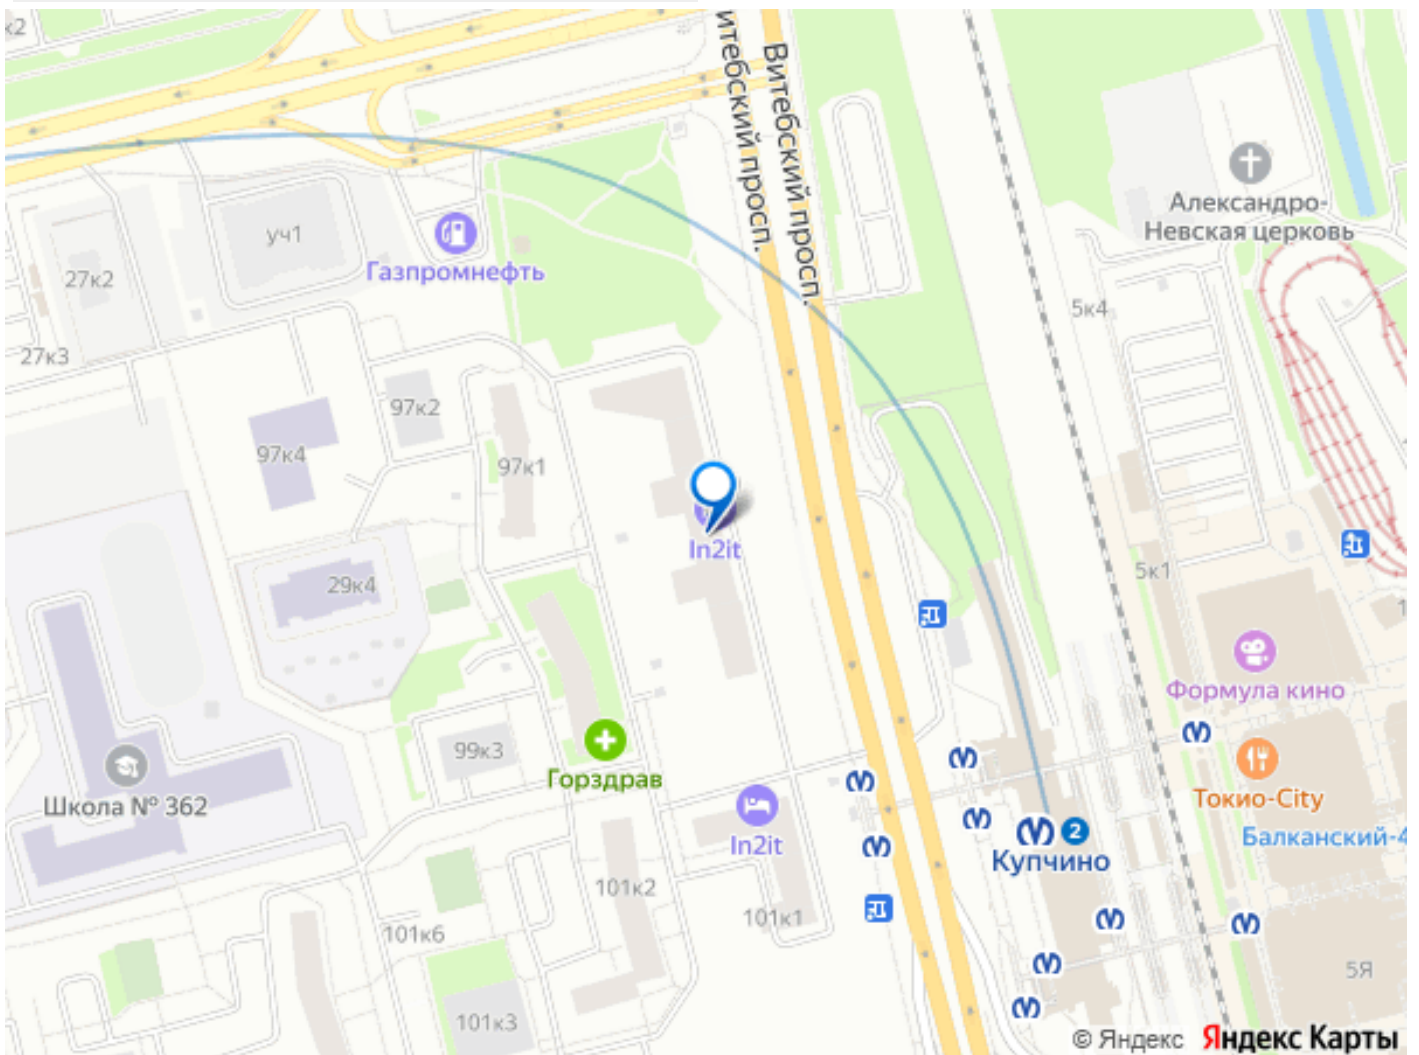 к2
Витебский просп.
итебский просп.
Александро-
Невская церковь
уч1
Газпромнефть
27к2
5к4
27к3
97к2
97к4
97к1
In2it
5к1
29к4
Формула кино
99к3
Горздрав
Школа № 362
Токио-City
In2it
2
Купчино
Балканский-4
101к2
101к1
101к6
5Я
101к3
© Яндекс Яндекс Карты